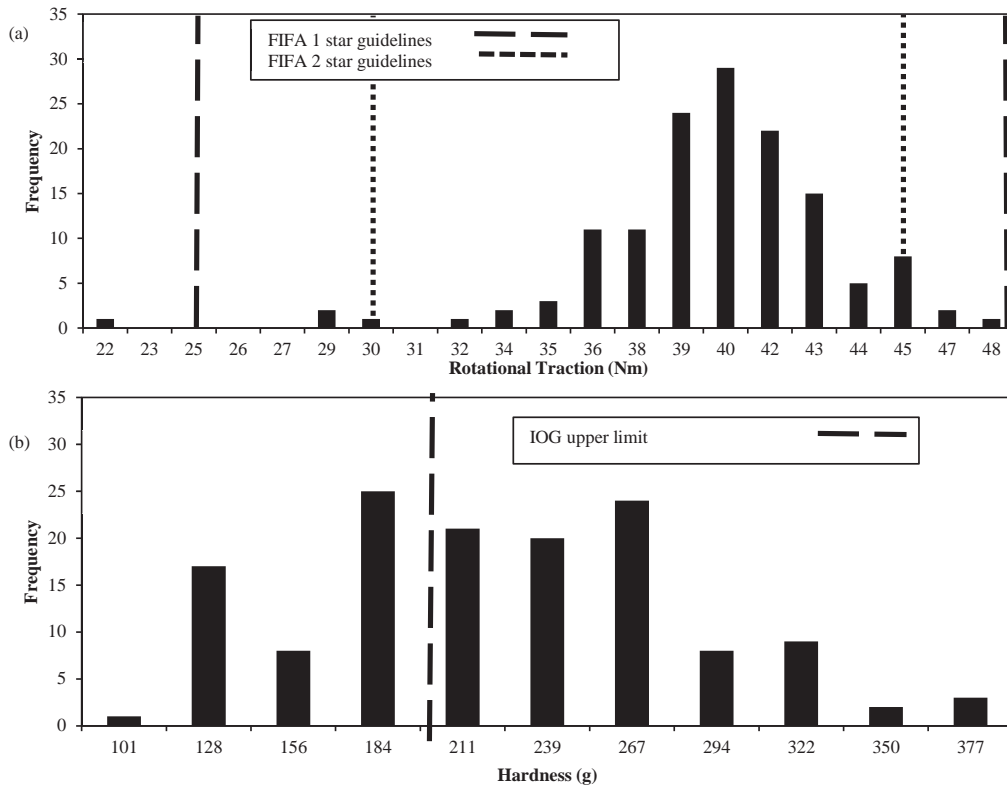 (a)
35
30
25
20
15
10
5
0
Frequency
FIFA 1 star guidelines
FIFA 2 star guidelines
22 23 25 26 27 29 30 31 32 34 35 36 38 39 40 42 43 44 45 47 48
Rotational Traction (Nm)
(b)
35
30
25
20
15
10
5
0
Frequency
IOG upper limit
101 128 156 184 211 239 267 294 322 350 377
Hardness (g)